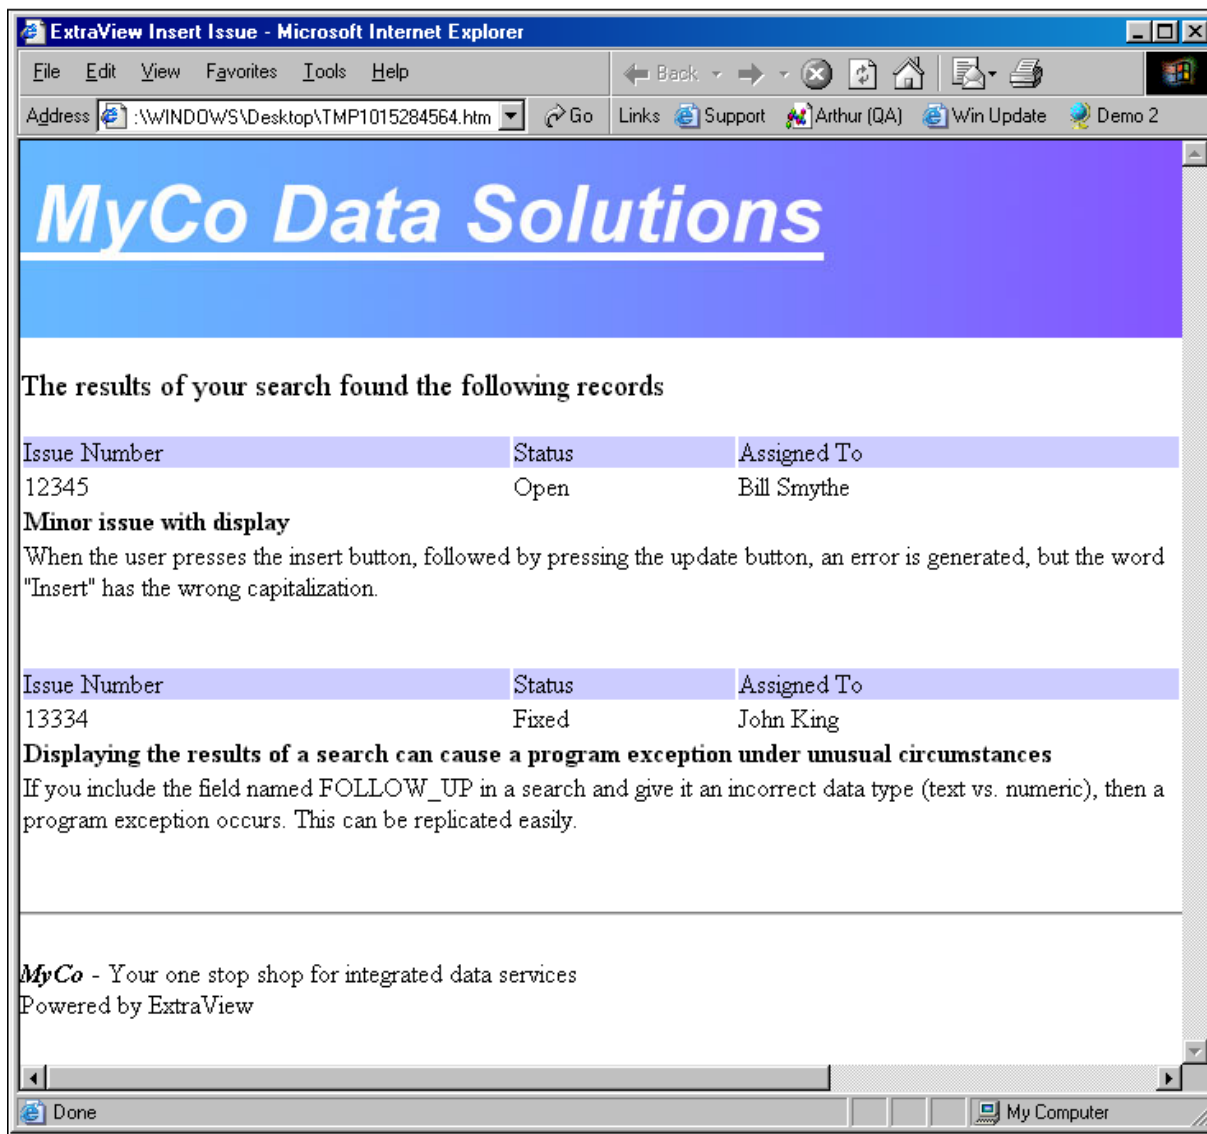 ExtraView Insert Issue - Microsoft Internet Explorer
File Edit View Favorites Tools Help Back
Address :\WINDOWS\Desktop\TMP1015284564.htm Go Links Support Arthur (QA) Win Update Demo 2
MyCo Data Solutions
The results of your search found the following records
Issue Number Status Assigned To
12345 Open Bill Smythe
Minor issue with display
When the user presses the insert button, followed by pressing the update button, an error is generated, but the word
"Insert" has the wrong capitalization.
Issue Number Status Assigned To
13334 Fixed John King
Displaying the results of a search can cause a program exception under unusual circumstances
If you include the field named FOLLOW_UP in a search and give it an incorrect data type (text vs. numeric), then a
program exception occurs. This can be replicated easily.
MyCo - Your one stop shop for integrated data services
Powered by ExtraView
Done My Computer